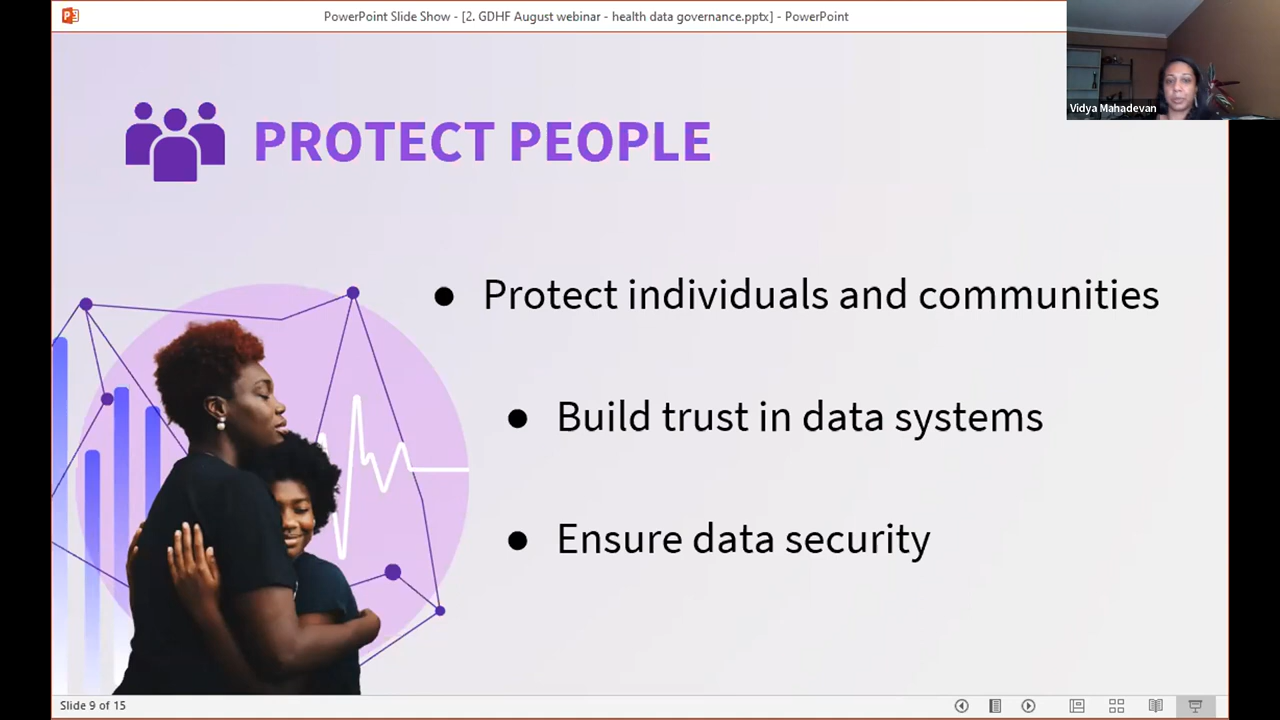 PowerPoint Slide Show - [2. GDHF August webinar - health data governance.pptx] - PowerPoint
Vidya Mahadevan
PROTECT PEOPLE
● Protect individuals and communities
● Build trust in data systems
● Ensure data security
Slide 9 of 15